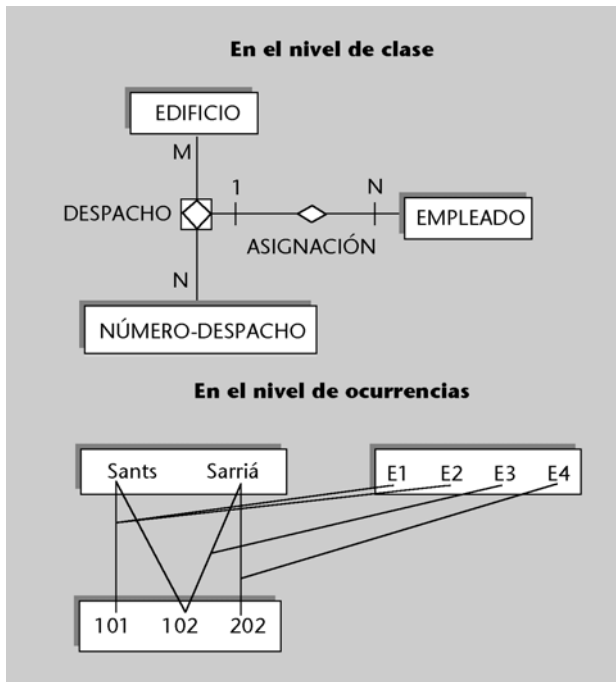 En el nivel de clase
EDIFICIO
M
DESPACHO
1
N
EMPLEADO
ASIGNACIÓN
N
NÚMERO-DESPACHO
En el nivel de ocurrencias
Sants Sarriá
E1 E2 E3 E4
101 102 202